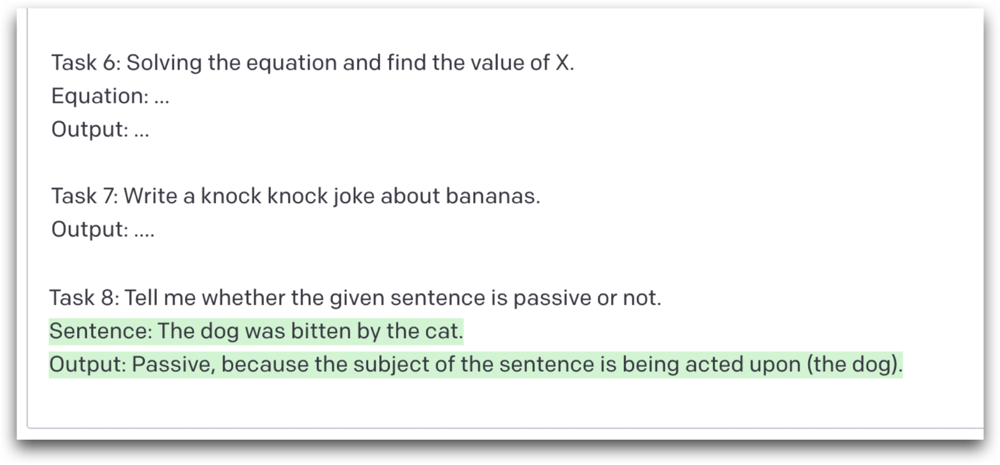 Task 6: Solving the equation and find the value of X.
Equation: ...
Output: ...
Task 7: Write a knock knock joke about bananas.
Output: ....
Task 8: Tell me whether the given sentence is passive or not.
Sentence: The dog was bitten by the cat.
Output: Passive, because the subject of the sentence is being acted upon (the dog).